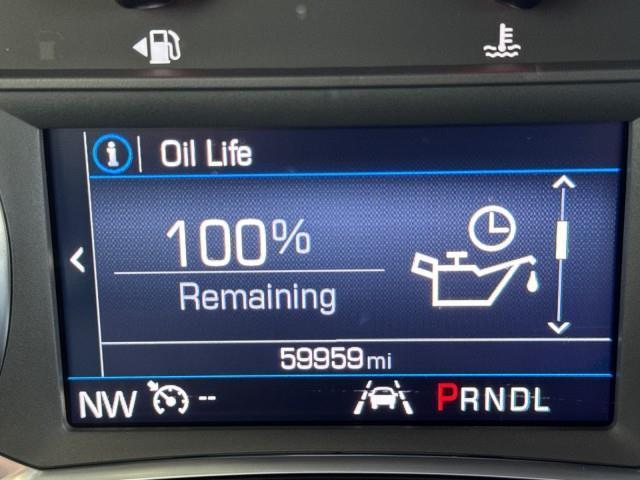 i Oil Life
100%
Remaining
59959 mi
NW -- PRNDL